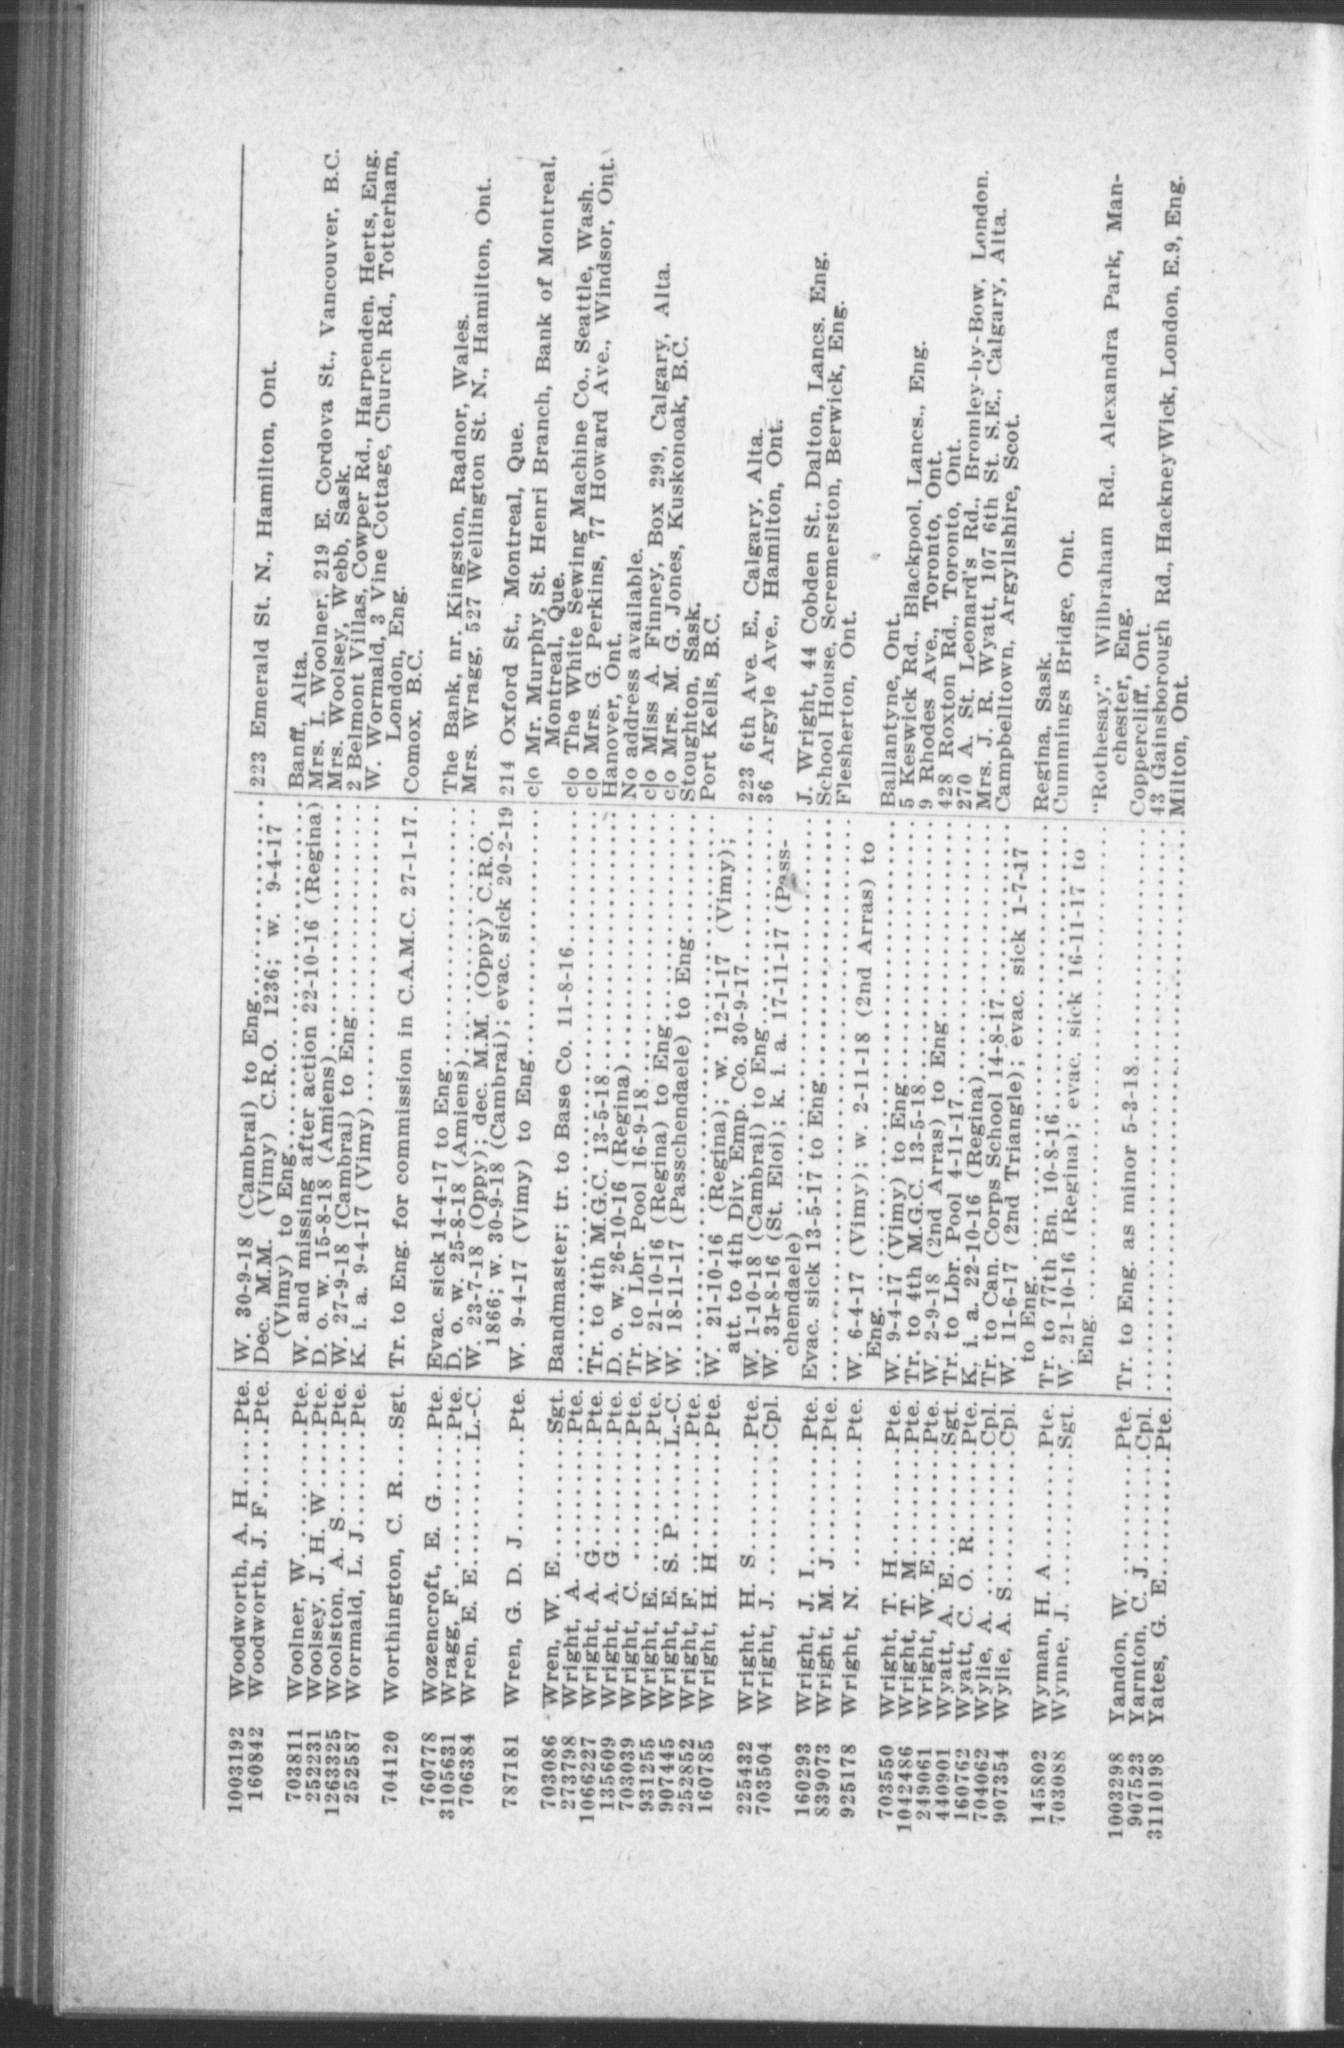 1003192 Woodworth, A. H.....Pte. W. 30-9-18 (Cambrai) to Eng............. 223 Emerald St. N., Hamilton, Ont.
160842 Woodworth, J. F.....Pte. Dec. M.M. (Vimy) C.R.O. 1236; w. 9-4-17
(Vimy) to Eng............. Banff, Alta.
703811 Woolner, W. .......Pte. W. and missing after action 22-10-16 (Regina) Mrs. I. Woolner, 219 E. Cordova St., Vancouver, B.C.
252231 Woolsey, J. H. W....Pte. D. o. w. 15-8-18 (Amiens)............. Mrs. Woolsey, Webb, Sask.
1263325 Woolston, A. S......Pte. W. 27-9-18 (Cambrai) to Eng............. 2 Belmont Villas, Cowper Rd., Harpenden, Herts, Eng.
252587 Wormald, L. J.......Pte. K. i. a. 9-4-17 (Vimy)............. W. Wormald, 3 Vine Cottage, Church Rd., Totterham,
London, Eng.
704120 Worthington, C. R....Sgt. Tr. to Eng. for commission in C.A.M.C. 27-1-17. Comox, B.C.
760778 Wozencroft, E. G....Pte. Evac. sick 14-4-17 to Eng............. The Bank, nr. Kingston, Radnor, Wales.
3105631 Wragg, F...........Pte. D. o. w. 25-8-18 (Amiens)............. Mrs. Wragg, 527 Wellington St. N., Hamilton, Ont.
706384 Wren, E. E.........L.-C. W. 23-7-18 (Oppy); dec. M.M. (Oppy) C.R.O.
1866; w. 30-9-18 (Cambrai); evac. sick 20-2-19 214 Oxford St., Montreal, Que.
787181 Wren, G. D. J.......Pte. W. 9-4-17 (Vimy) to Eng............. c|o Mr. Murphy, St. Henri Branch, Bank of Montreal,
Montreal, Que.
703086 Wren, W. E..........Sgt. Bandmaster; tr. to Base Co. 11-8-16........... c|o The White Sewing Machine Co., Seattle, Wash.
273798 Wright, A. .........Pte. ............. c|o Mrs. G. Perkins, 77 Howard Ave., Windsor, Ont.
1066227 Wright, A. G........Pte. Tr. to 4th M.G.C. 13-5-18............. Hanover, Ont.
135609 Wright, A. G........Pte. D. o. w. 26-10-16 (Regina)............. No address available.
703039 Wright, C. .........Pte. Tr. to Lbr. Pool 16-9-18............. c|o Miss A. Finney, Box 299, Calgary, Alta.
931255 Wright, E. .........Pte. W. 21-10-16 (Regina) to Eng............. c|o Mrs. M. G. Jones, Kuskonoak, B.C.
907445 Wright, E. S. P.....L.-C. W. 18-11-17 (Passchendaele) to Eng............. Stoughton, Sask.
252852 Wright, F. .........Pte. ............. Port Kells, B.C.
160785 Wright, H. H........Pte. W. 21-10-16 (Regina); w. 12-1-17 (Vimy);
att. to 4th Div. Emp. Co. 30-9-17............. 223 6th Ave. E., Calgary, Alta.
225432 Wright, H. S........Pte. W. 1-10-18 (Cambrai) to Eng............. 36 Argyle Ave., Hamilton, Ont.
703504 Wright, J. .........Cpl. W. 31-8-16 (St. Eloi); k. i. a. 17-11-17 (Pass-
chendaele) ............. J. Wright, 44 Cobden St., Dalton, Lancs. Eng.
160293 Wright, J. I........Pte. Evac. sick 13-5-17 to Eng............. School House, Scremerston, Berwick, Eng.
839073 Wright, M. J........Pte. ............. Flesherton, Ont.
925178 Wright, N. .........Pte. W. 6-4-17 (Vimy); w. 2-11-18 (2nd Arras) to
Eng. ............. Ballantyne, Ont.
703550 Wright, T. H........Pte. W. 9-4-17 (Vimy) to Eng............. 5 Keswick Rd., Blackpool, Lancs., Eng.
1042486 Wright, T. M........Pte. Tr. to 4th M.G.C. 13-5-18............. 9 Rhodes Ave., Toronto, Ont.
249061 Wright, W. E........Pte. W. 2-9-18 (2nd Arras) to Eng............. 428 Roxton Rd., Toronto, Ont.
440901 Wyatt, A. E.........Sgt. Tr. to Lbr. Pool 4-11-17............. 270 A. St. Leonard's Rd., Bromley-by-Bow, London.
160762 Wyatt, C. O. R......Pte. K. i. a. 22-10-16 (Regina)............. Mrs. J. R. Wyatt, 107 6th St. S.E., Calgary, Alta.
704062 Wylie, A. ..........Cpl. Tr. to Can. Corps School 14-8-17............. Campbelltown, Argyllshire, Scot.
907354 Wylie, A. S.........Cpl. W. 11-6-17 (2nd Triangle); evac. sick 1-7-17
to Eng............. Regina, Sask.
145802 Wyman, H. A.........Pte. Tr. to 77th Bn. 10-8-16............. Cummings Bridge, Ont.
703088 Wynne, J. ..........Sgt. W. 21-10-16 (Regina); evac. sick 16-11-17 to
Eng. ............. "Rothesay," Wilbraham Rd., Alexandra Park, Man-
chester, Eng.
1003298 Yandon, W. .........Pte. Tr. to Eng. as minor 5-3-18............. Coppercliff, Ont.
907523 Yarnton, C. J.......Cpl. ............. 43 Gainsborough Rd., HackneyWick, London, E.9, Eng.
3110198 Yates, G. E.........Pte. ............. Milton, Ont.